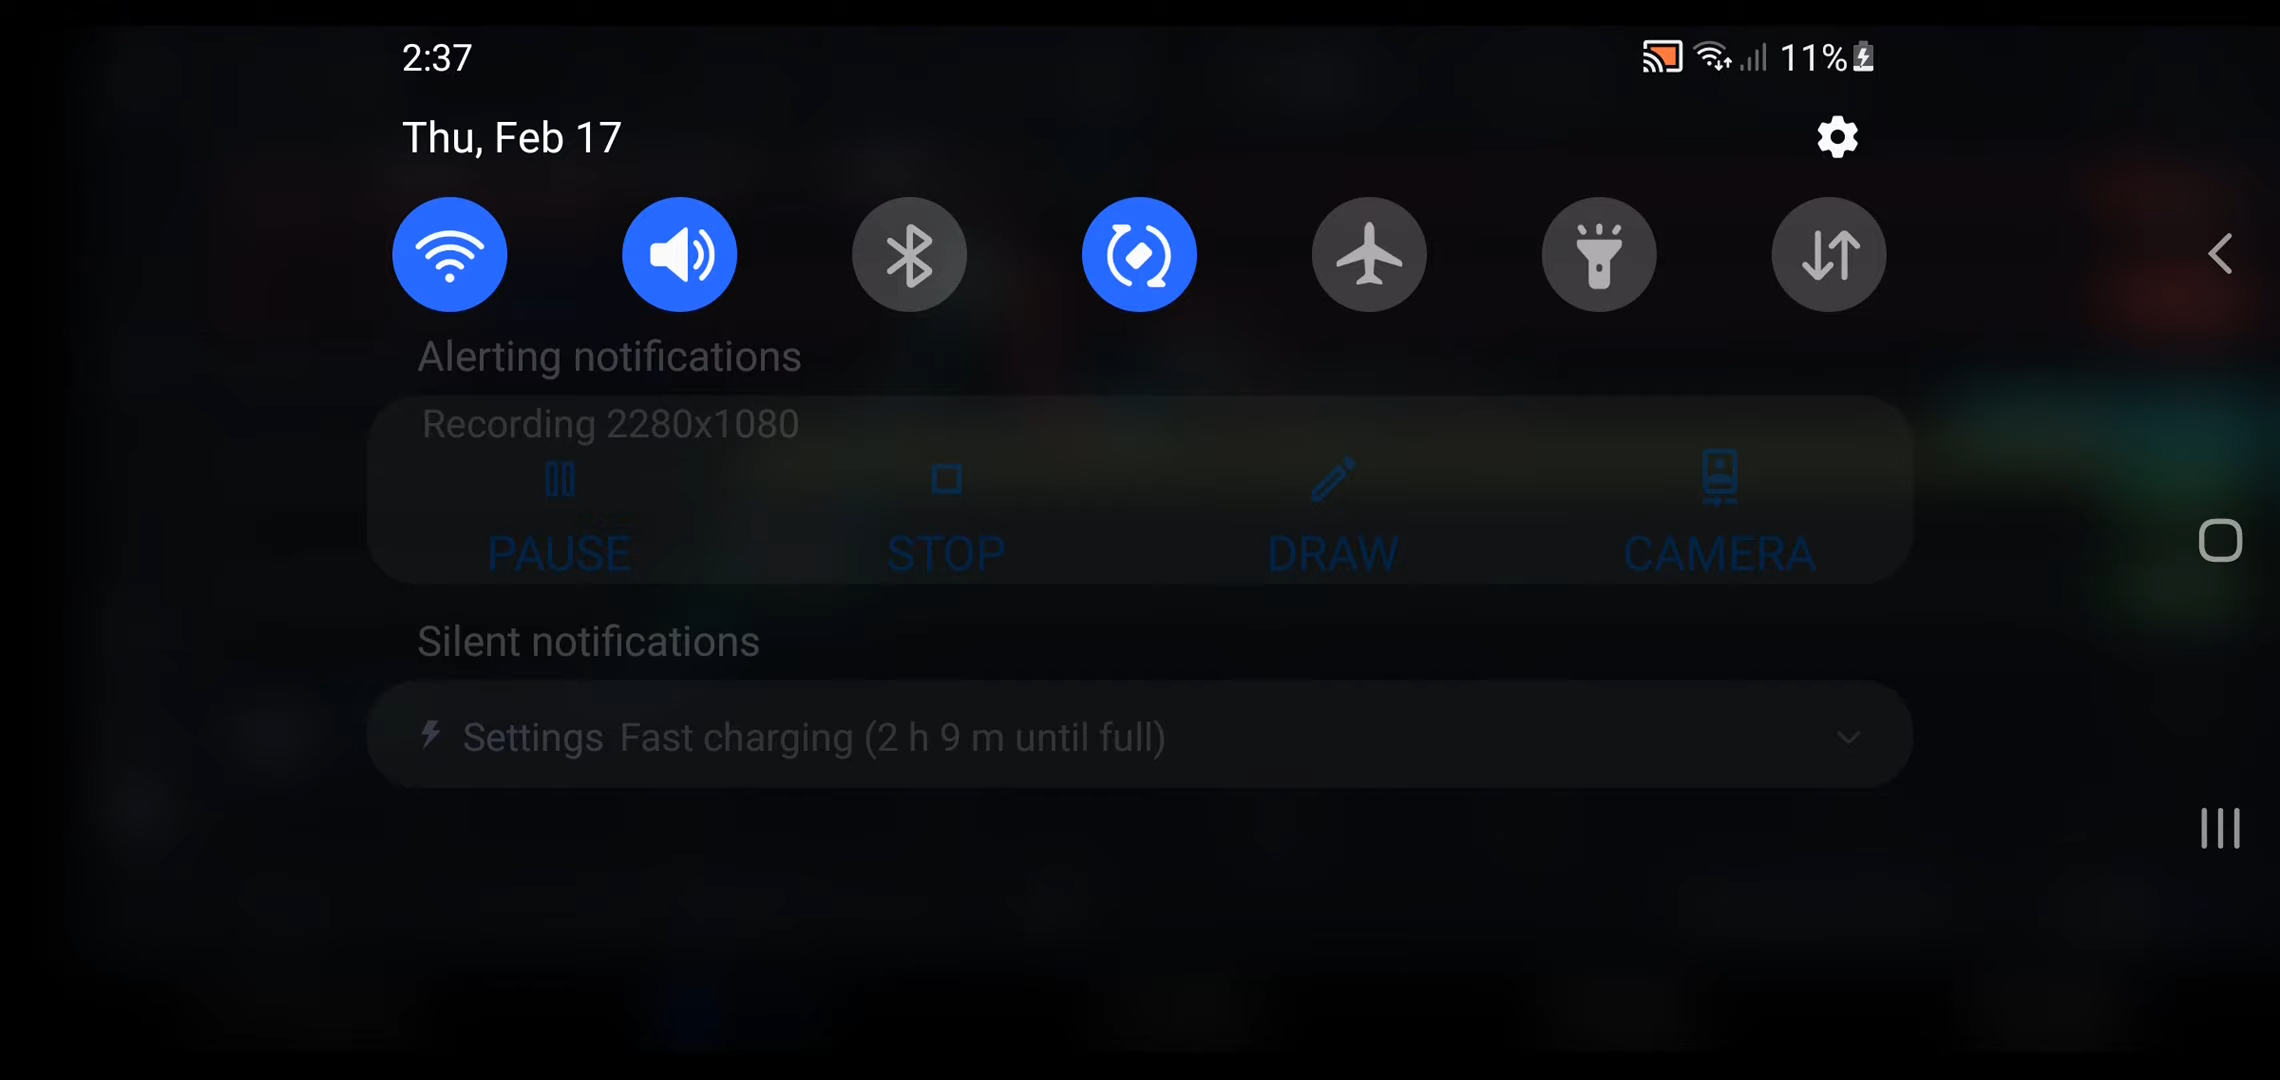 2:37
11%
Thu, Feb 17
Alerting notifications
Recording 2280x1080
PAUSE
STOP
DRAW
CAMERA
Silent notifications
Settings Fast charging (2 h 9 m until full)